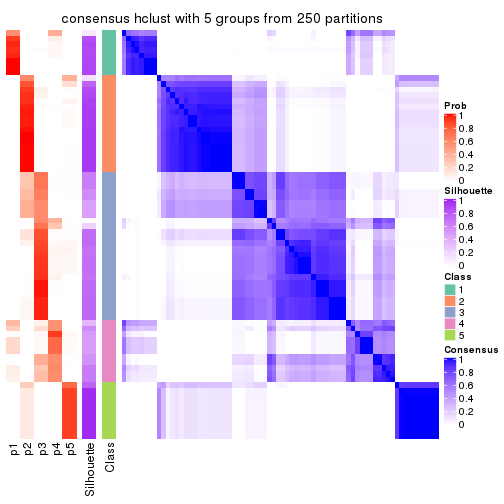 consensus hclust with 5 groups from 250 partitions
Prob
1
0.8
0.6
0.4
0.2
0
Silhouette
1
0.8
0.6
0.4
0.2
0
Class
1
2
3
4
5
Consensus
1
0.8
0.6
0.4
0.2
0
p1
p2
p3
p4
p5
Silhouette
Class